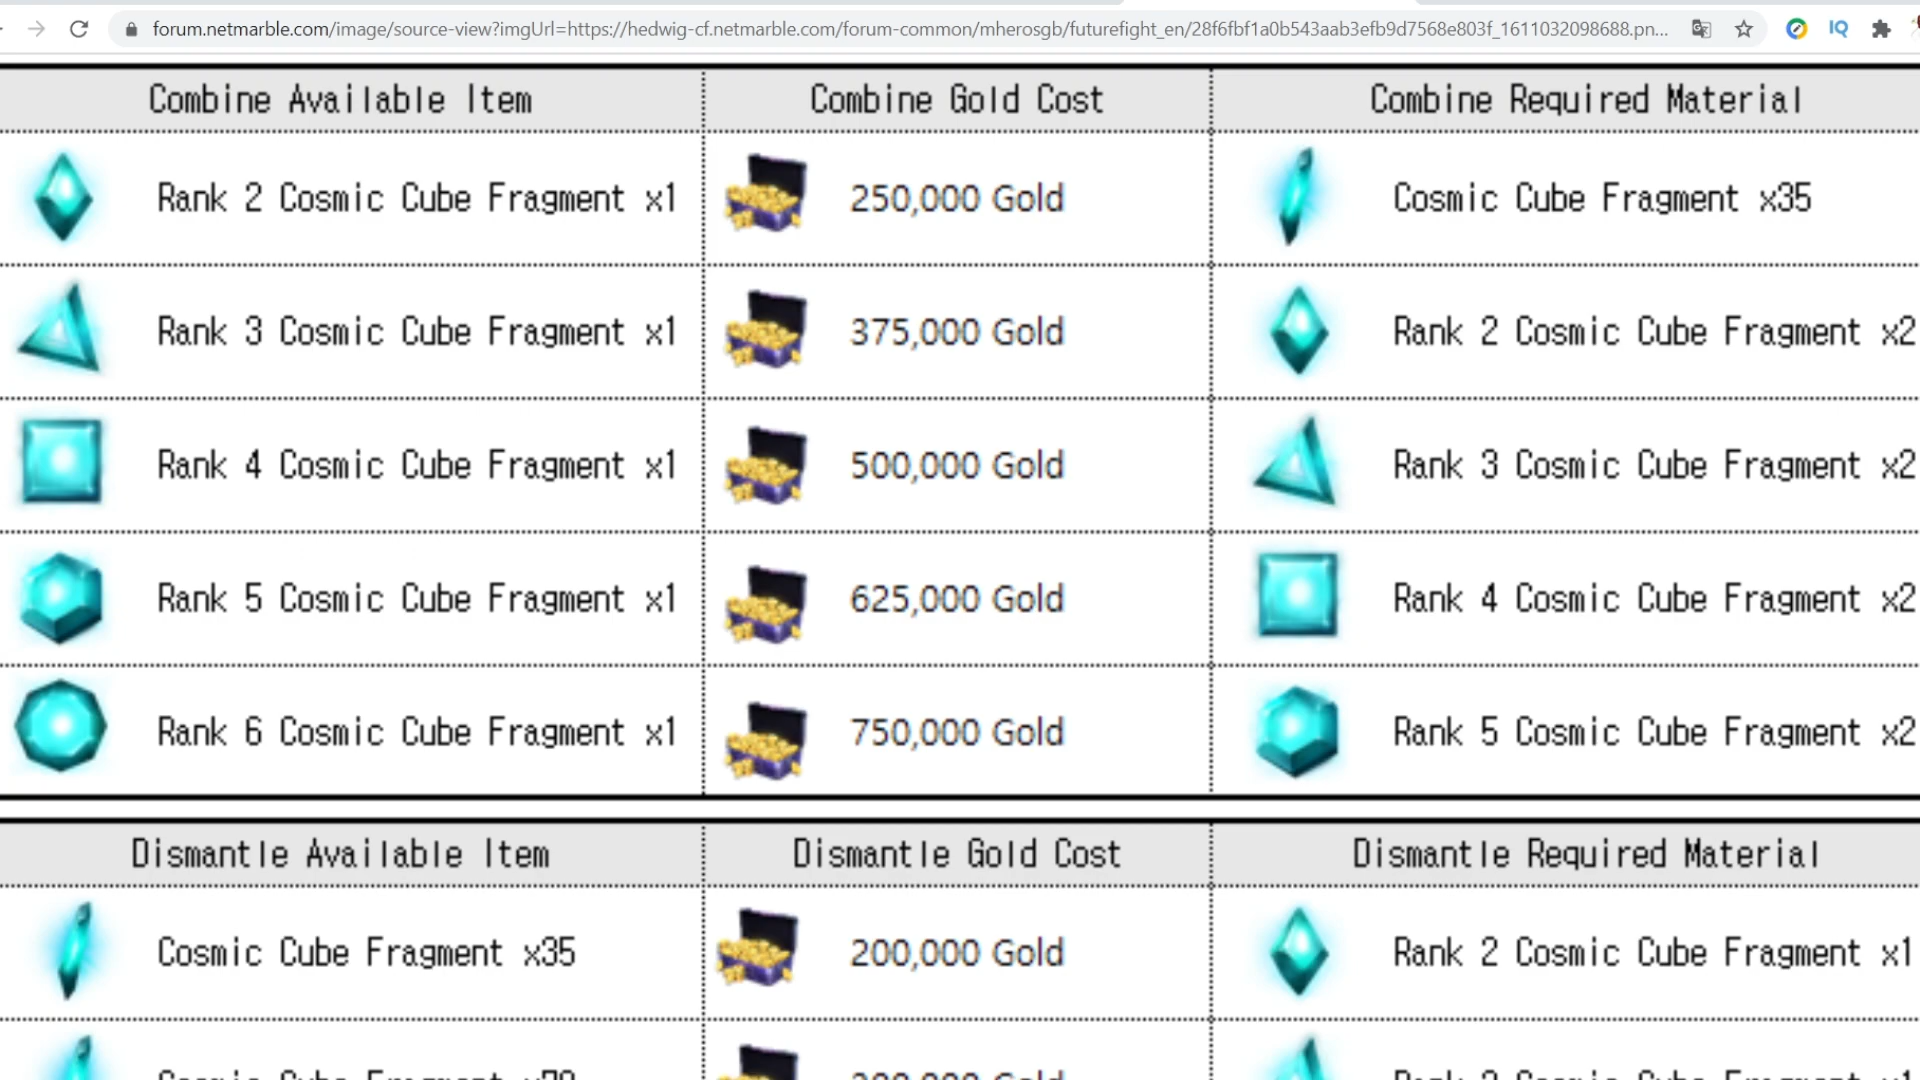 forum.netmarble.com/image/source-view?imgUrl=https://hedwig-cf.netmarble.com/forum-common/mherosgb/futurefight_en/28f6fbf1a0b543aab3efb9d7568e803f_1611032098688.pn...
IQ
Combine Available Item Combine Gold Cost Combine Required Material
Rank 2 Cosmic Cube Fragment x1 250,000 Gold Cosmic Cube Fragment x35
Rank 3 Cosmic Cube Fragment x1 375,000 Gold Rank 2 Cosmic Cube Fragment x2
Rank 4 Cosmic Cube Fragment x1 500,000 Gold Rank 3 Cosmic Cube Fragment x2
Rank 5 Cosmic Cube Fragment x1 625,000 Gold Rank 4 Cosmic Cube Fragment x2
Rank 6 Cosmic Cube Fragment x1 750,000 Gold Rank 5 Cosmic Cube Fragment x2
Dismantle Available Item Dismantle Gold Cost Dismantle Required Material
Cosmic Cube Fragment x35 200,000 Gold Rank 2 Cosmic Cube Fragment x1